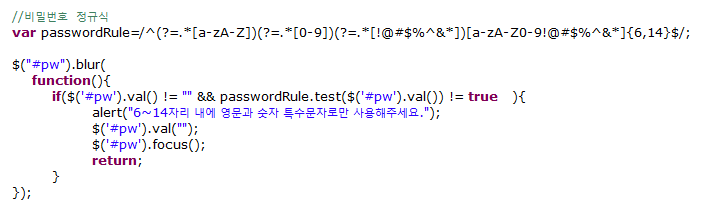 //비밀번호 정규식
var passwordRule=/^(?=.*[a-zA-Z])(?=.*[0-9])(?=.*[!@#$%^&*])[a-zA-Z0-9!@#$%^&*]{6,14}$/;
$("#pw").blur(
function(){
if($('#pw').val() != "" && passwordRule.test($('#pw').val()) != true ){
alert("6~14자리 내에 영문과 숫자 특수문자로만 사용해주세요.");
$('#pw').val("");
$('#pw').focus();
return;
}
});